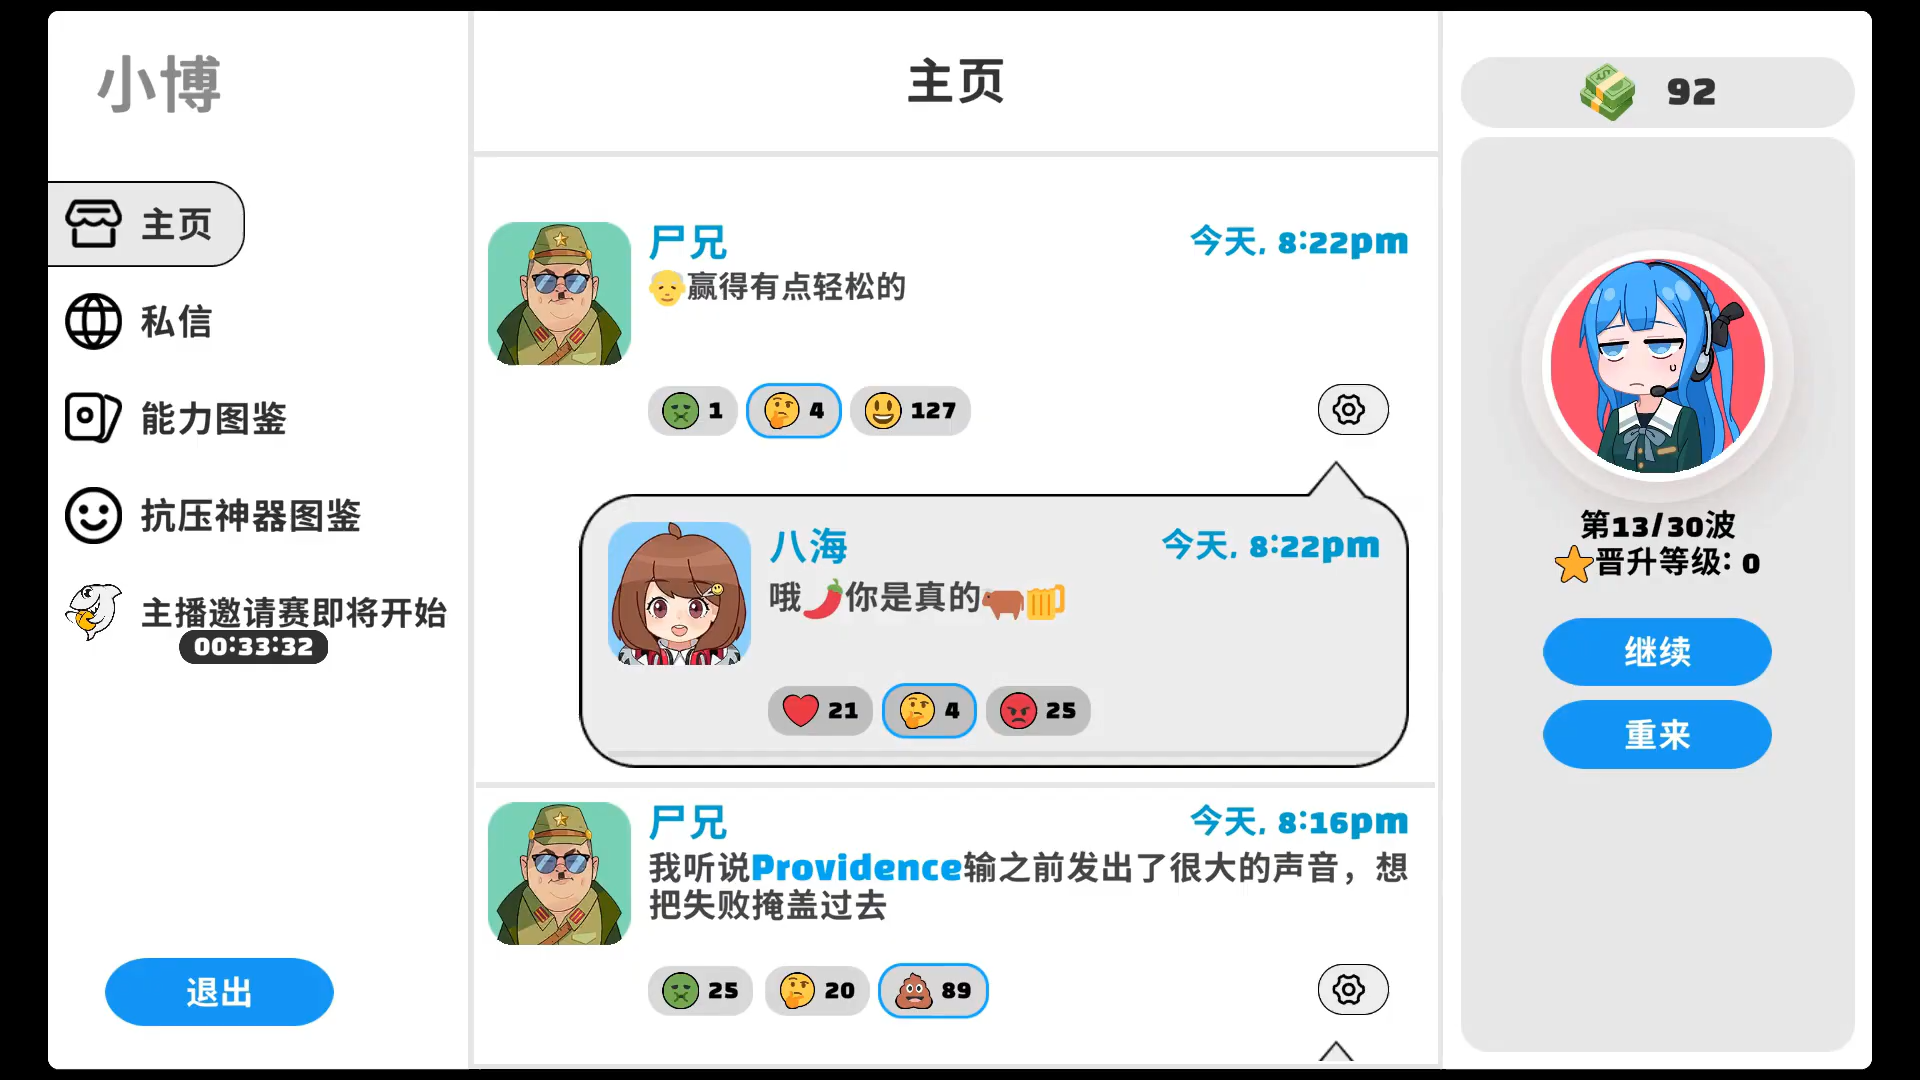 小博
主页
私信
能力图鉴
抗压神器图鉴
主播邀请赛即将开始
00:33:32
退出
主页
尸兄
今天, 8:22pm
👴赢得有点轻松的
1
4
127
八海
今天, 8:22pm
哦🌶️你是真的🐂🍺
21
4
25
尸兄
今天, 8:16pm
我听说Providence输之前发出了很大的声音，想
把失败掩盖过去
25
20
89
92
第13/30波
晋升等级: 0
继续
重来